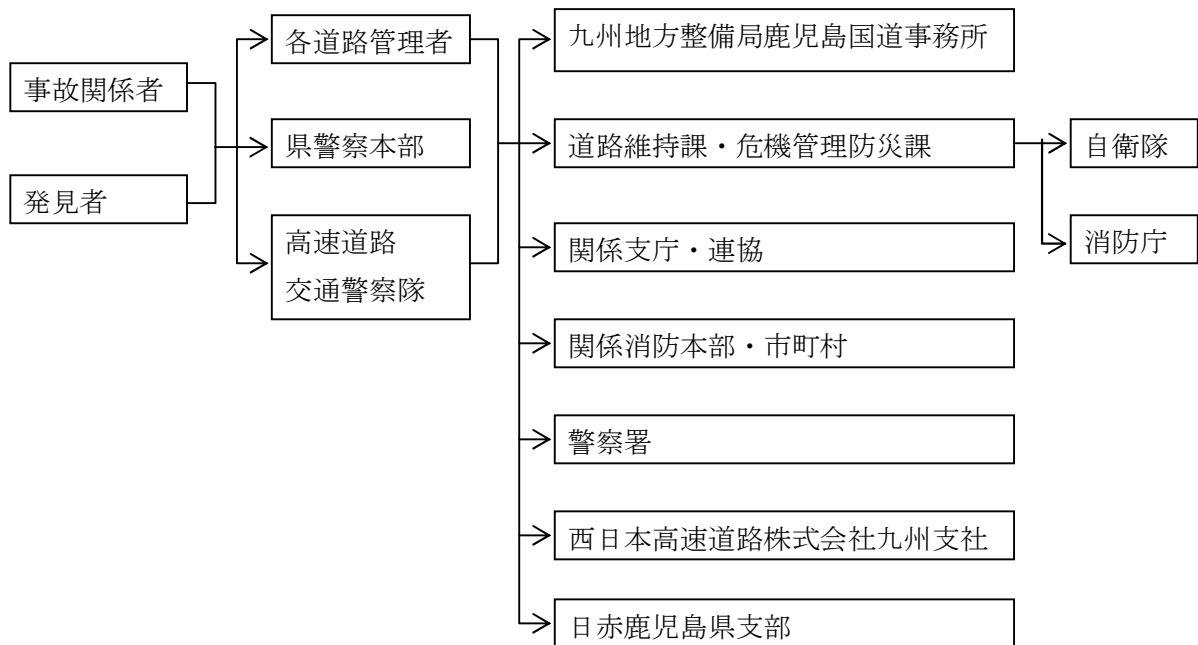 事故関係者
発見者
各道路管理者
県警察本部
高速道路
交通警察隊
九州地方整備局鹿児島国道事務所
道路維持課・危機管理防災課
関係支庁・連協
関係消防本部・市町村
警察署
西日本高速道路株式会社九州支社
日赤鹿児島県支部
自衛隊
消防庁